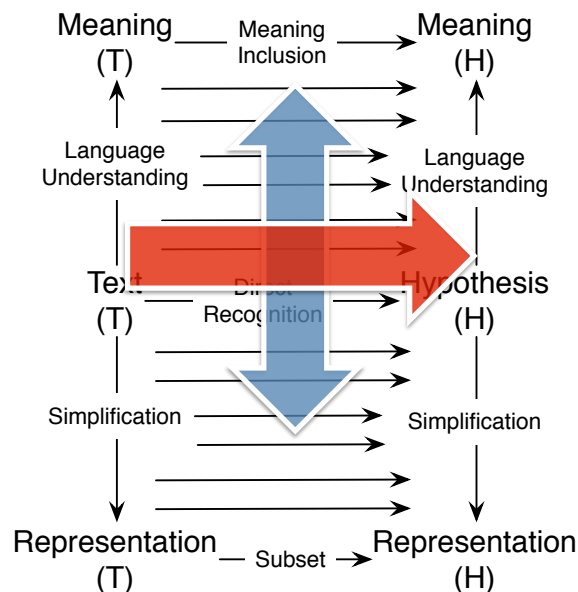 Meaning
(T)
Meaning
Inclusion
Meaning
(H)
Language
Understanding
Language
Understanding
Text
(T)
Direct
Recognition
Hypothesis
(H)
Simplification
Simplification
Representation
(T)
Subset
Representation
(H)